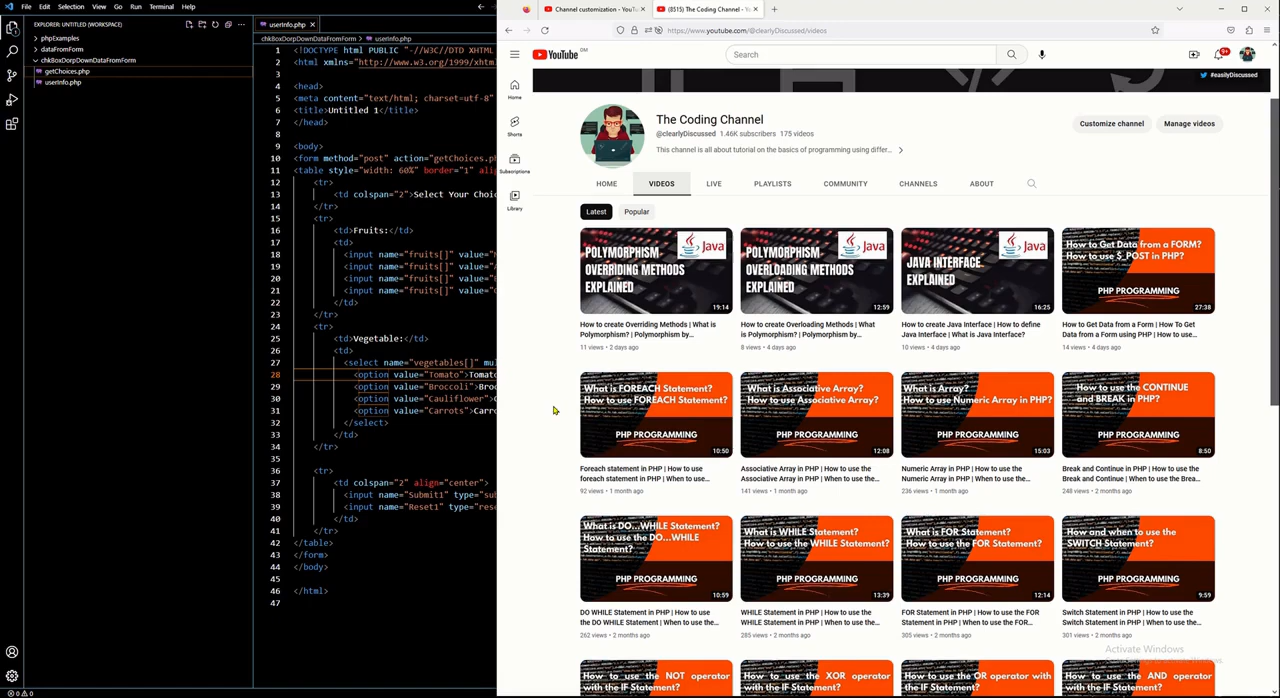 File Edit Selection View Go Run Terminal Help
EXPLORER: UNTITLED (WORKSPACE)
phpExamples
dataFromForm
chkBoxDorpDownDataFromForm
getChoices.php
userInfo.php
userInfo.php
chkBoxDorpDownDataFromForm > userInfo.php
1 <!DOCTYPE html PUBLIC "-//W3C//DTD XHTML
2 <html xmlns="http://www.w3.org/1999/xhtm
3
4 <head>
5 <meta content="text/html; charset=utf-8"
6 <title>Untitled 1</title>
7 </head>
8
9 <body>
10 <form method="post" action="getChoices.ph
11 <table style="width: 60%" border="1" alig
12 <tr>
13 <td colspan="2">Select Your Choic
14 </tr>
15 <tr>
16 <td>Fruits:</td>
17 <td>
18 <input name="fruits[]" value="
19 <input name="fruits[]" value="
20 <input name="fruits[]" value="
21 <input name="fruits[]" value="
22 </td>
23 </tr>
24 <tr>
25 <td>Vegetable:</td>
26 <td>
27 <select name="vegetables[]" mul
28 <option value="Tomato">Tomat
29 <option value="Broccoli">Broc
30 <option value="Cauliflower">C
31 <option value="Carrots">Carro
32 </select>
33 </td>
34 </tr>
35
36 <tr>
37 <td colspan="2" align="center">
38 <input name="Submit1" type="sub
39 <input name="Reset1" type="rese
40 </td>
41 </tr>
42 </table>
43 </form>
44 </body>
45
46 </html>
47
0 0
Channel customization - YouTu
(8515) The Coding Channel - You
https://www.youtube.com/@clearlyDiscussed/videos
YouTube OM
Search
9+
Home
Shorts
Subscriptions
Library
#easilyDiscussed
The Coding Channel
@clearlyDiscussed 1.46K subscribers 175 videos
This channel is all about tutorial on the basics of programming using differ...
Customize channel
Manage videos
HOME VIDEOS LIVE PLAYLISTS COMMUNITY CHANNELS ABOUT
Latest Popular
POLYMORPHISM
OVERRIDING METHODS
EXPLAINED
Java
19:14
How to create Overriding Methods | What is
Polymorphism? | Polymorphism by...
11 views • 2 days ago
POLYMORPHISM
OVERLOADING METHODS
EXPLAINED
Java
12:59
How to create Overloading Methods | What
is Polymorphism? | Polymorphism by...
8 views • 4 days ago
JAVA INTERFACE
EXPLAINED
Java
16:25
How to create Java Interface | How to define
Java Interface | What is Java Interface?
10 views • 4 days ago
How to Get Data from a FORM?
How to use $_POST in PHP?
PHP PROGRAMMING
27:38
How to Get Data from a Form | How To Get
Data from a Form using PHP | How to...
14 views • 4 days ago
What is FOREACH Statement?
How to use FOREACH Statement?
PHP PROGRAMMING
10:50
Foreach statement in PHP | How to use
foreach statement in PHP | When to use...
92 views • 1 month ago
What is Associative Array?
How to use Associative Array?
PHP PROGRAMMING
12:08
Associative Array in PHP | How to use the
Associative Array in PHP | When to use...
141 views • 1 month ago
What is Array?
How to use Numeric Array in PHP?
PHP PROGRAMMING
15:03
Numeric Array in PHP | How to use the
Numeric Array in PHP | When to use...
236 views • 1 month ago
How to use the CONTINUE
and BREAK in PHP?
PHP PROGRAMMING
8:50
Break and Continue in PHP | How to use the
Break and Continue in PHP | When to use the Brea...
248 views • 2 months ago
What is DO...WHILE Statement?
How to use the DO...WHILE
Statement?
PHP PROGRAMMING
10:59
DO WHILE Statement in PHP | How to use
the DO WHILE Statement | When to use the...
262 views • 2 months ago
What is WHILE Statement?
How to use the WHILE Statement?
PHP PROGRAMMING
13:39
WHILE Statement in PHP | How to use the
WHILE Statement in PHP | When to use the...
285 views • 2 months ago
What is FOR Statement?
How to use the FOR Statement?
PHP PROGRAMMING
12:14
FOR Statement in PHP | How to use the FOR
Statement in PHP | When to use the FOR...
305 views • 2 months ago
How and when to use the
SWITCH Statement?
PHP PROGRAMMING
9:59
Switch Statement in PHP | How to use the
Switch Statement in PHP | When to use the...
301 views • 2 months ago
How to use the NOT operator
with the IF Statement?
How to use the XOR operator
with the IF Statement?
How to use the OR operator
with the IF Statement?
How to use the AND operator
with the IF Statement?
Activate Windows